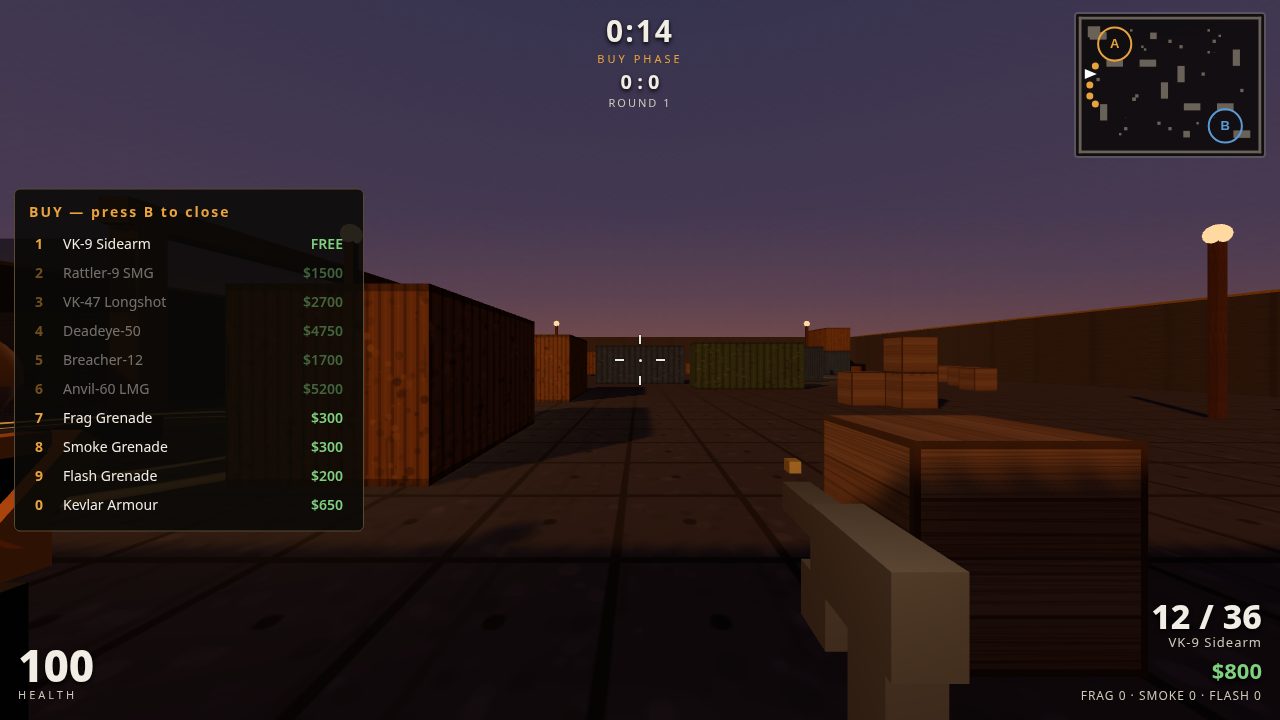 0:14
BUY PHASE
0 : 0
ROUND 1
A
B
BUY — press B to close
1 VK-9 Sidearm FREE
2 Rattler-9 SMG $1500
3 VK-47 Longshot $2700
4 Deadeye-50 $4750
5 Breacher-12 $1700
6 Anvil-60 LMG $5200
7 Frag Grenade $300
8 Smoke Grenade $300
9 Flash Grenade $200
0 Kevlar Armour $650
100
HEALTH
12 / 36
VK-9 Sidearm
$800
FRAG 0 · SMOKE 0 · FLASH 0